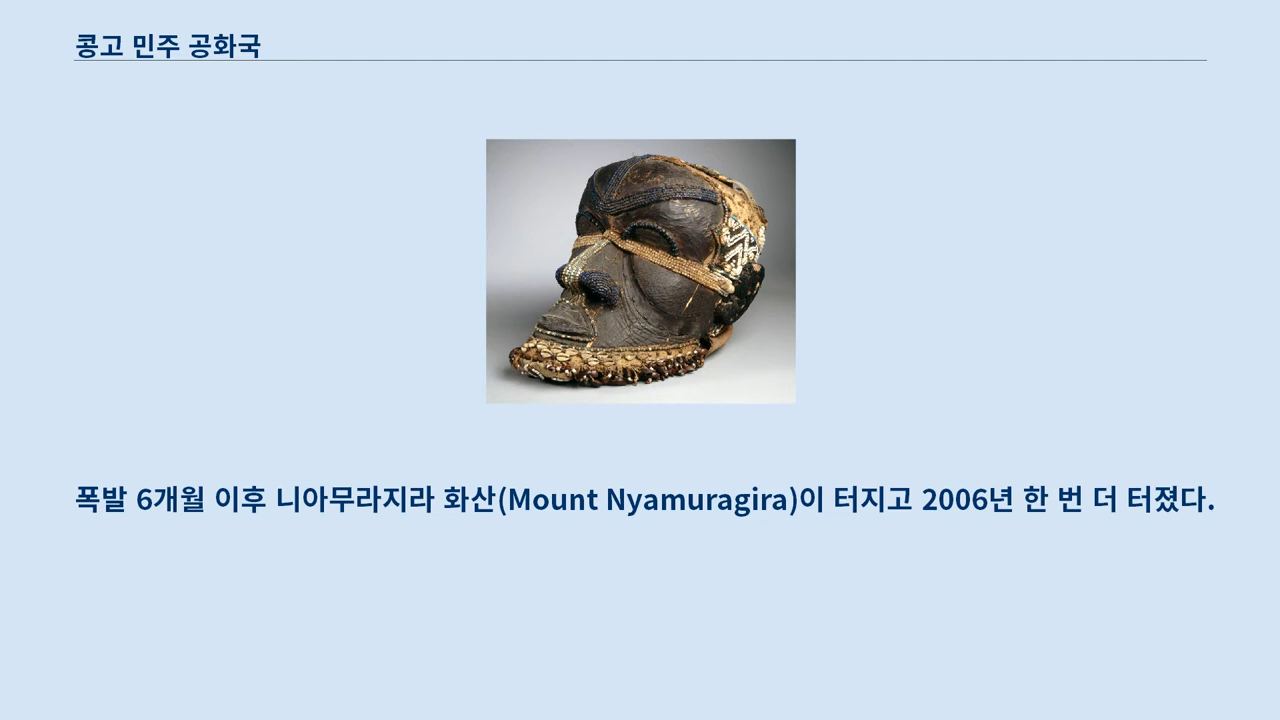 콩고 민주 공화국
폭발 6개월 이후 니아무라지라 화산(Mount Nyamuragira)이 터지고 2006년 한 번 더 터졌다.